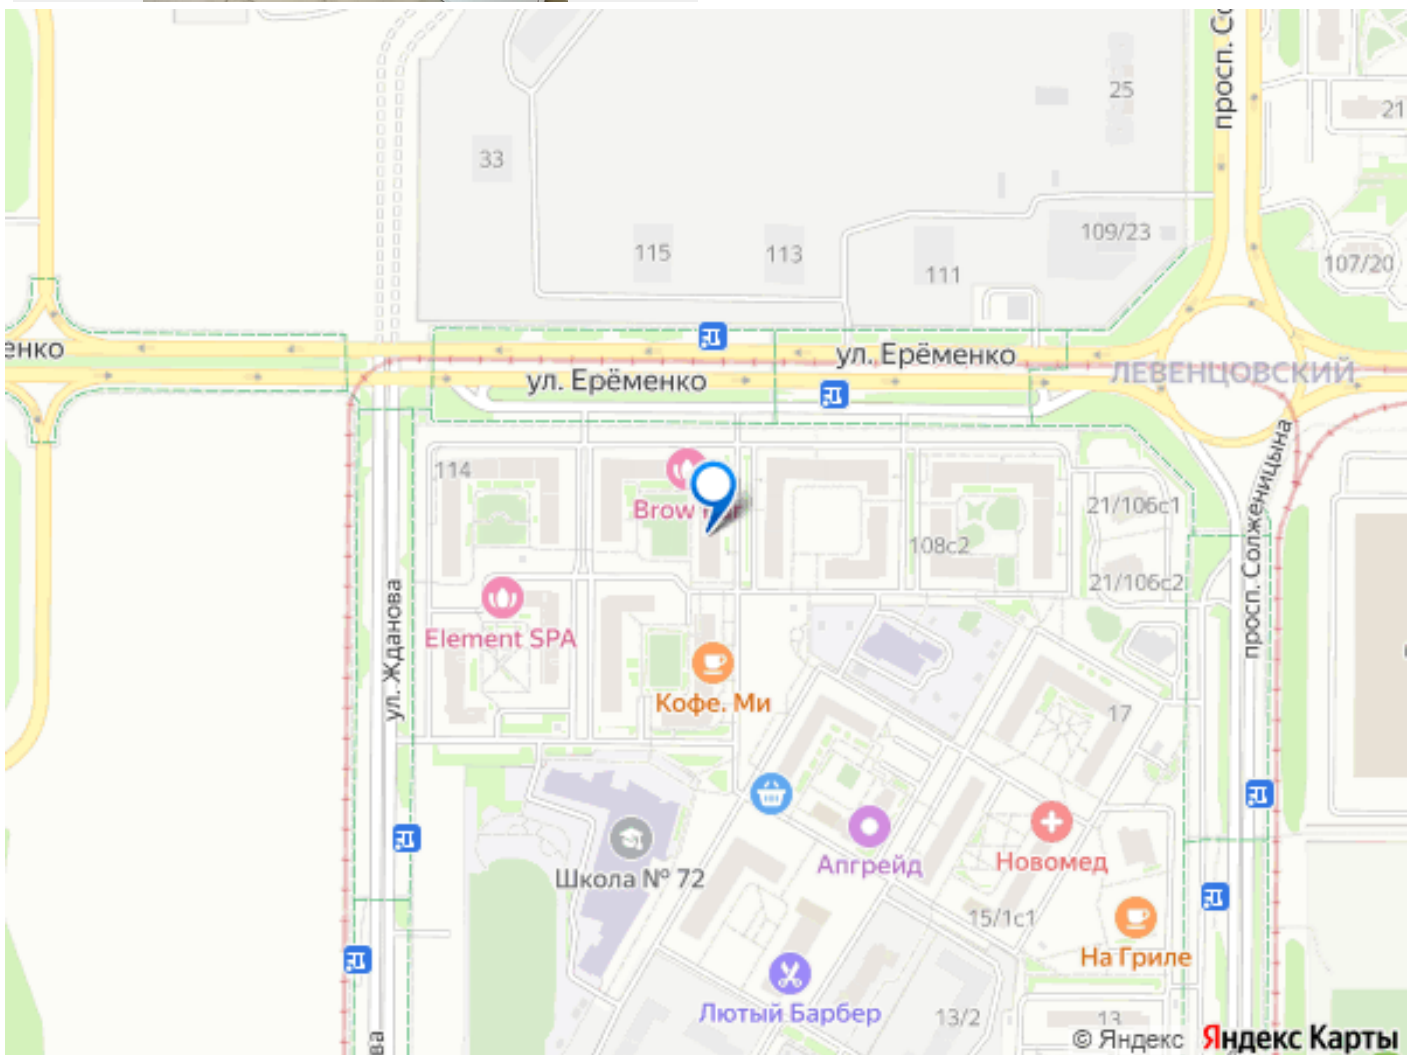 просп. Со
25
21
33
109/23
115
113
111
107/20
енко
ул. Ерёменко
ул. Ерёменко
ЛЕВЕНЦОВСКИЙ
просп. Солженицына
114
Brow Bar
21/106с1
108с2
21/106с2
ул. Жданова
Element SPA
Кофе. Ми
17
Школа № 72
Апгрейд
Новомед
15/1с1
На Гриле
Лютый Барбер
13/2
13
ва
© Яндекс Яндекс Карты